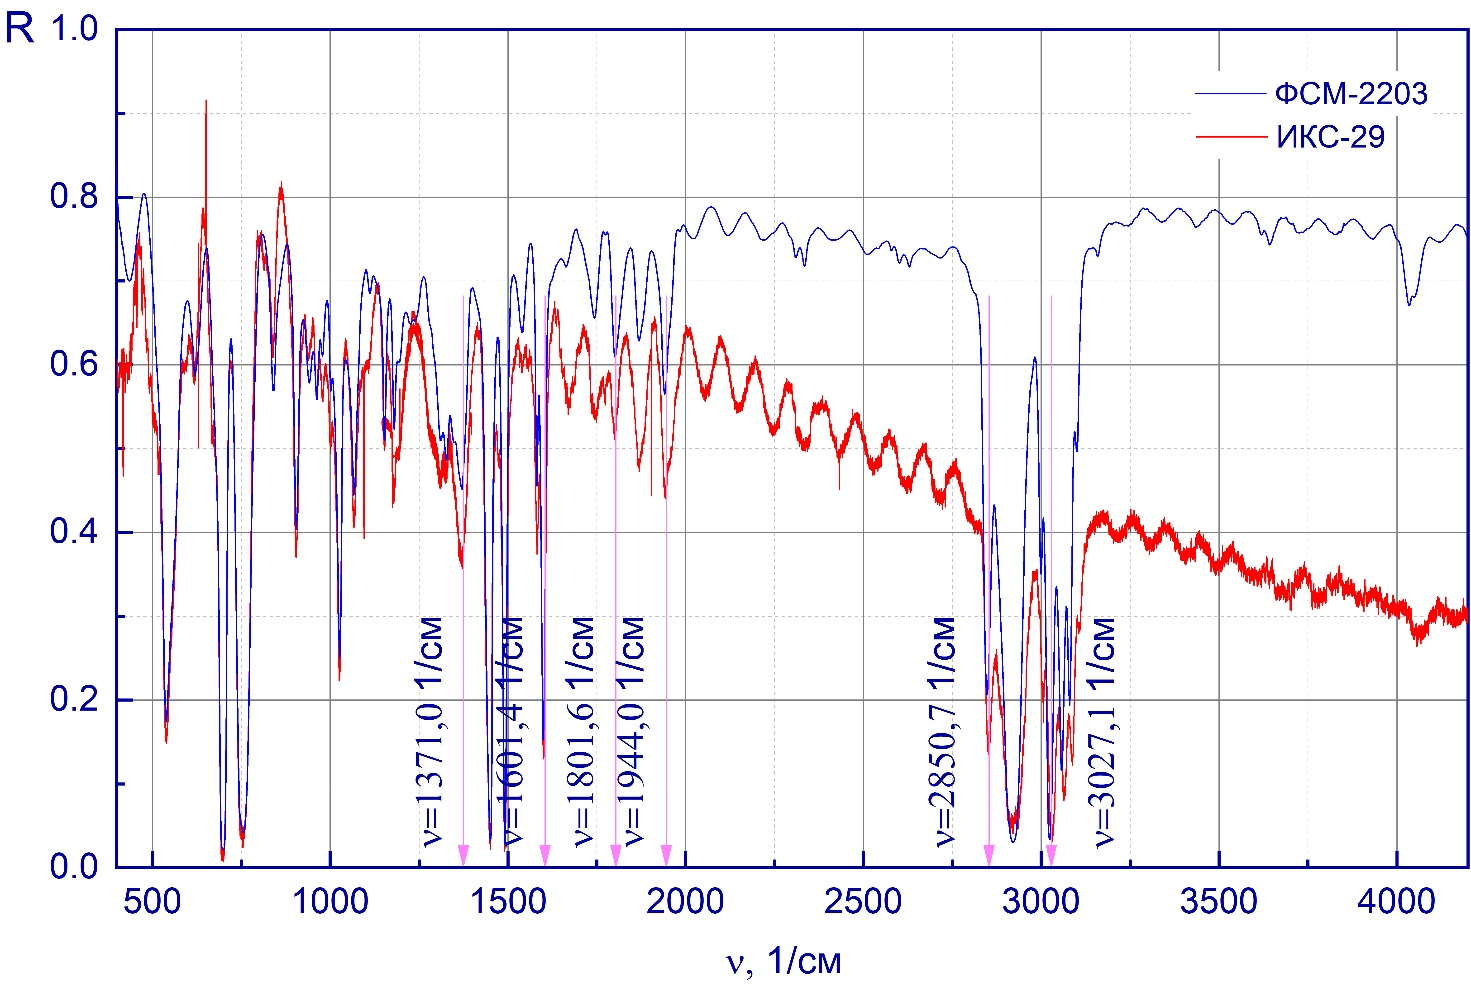 R
1.0
0.8
0.6
0.4
0.2
0.0
ФСМ-2203
ИКС-29
ν=1371,0 1/см
ν=1601,4 1/см
ν=1801,6 1/см
ν=1944,0 1/см
ν=2850,7 1/см
ν=3027,1 1/см
500 1000 1500 2000 2500 3000 3500 4000
ν, 1/см